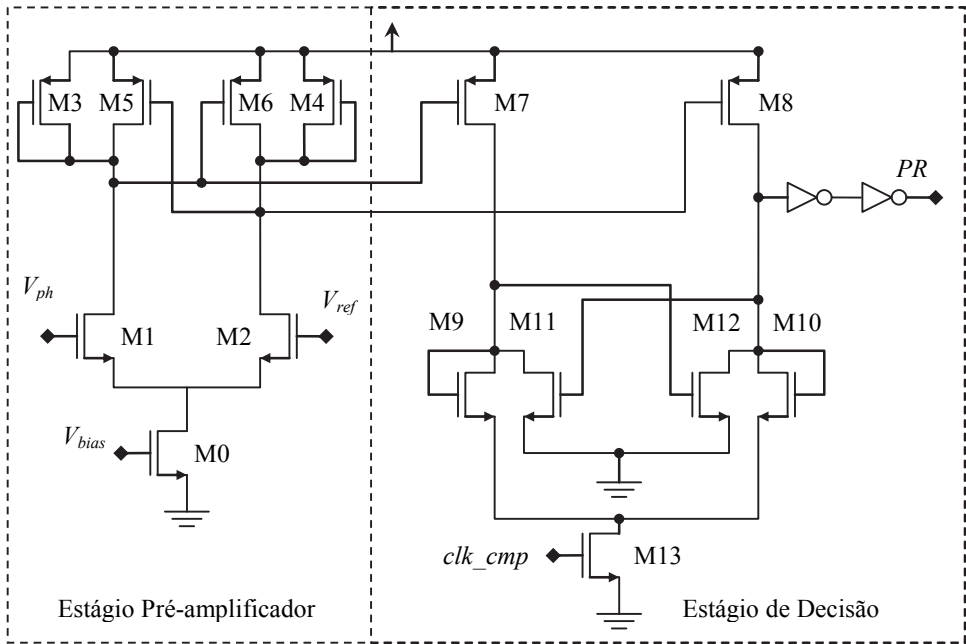 M3 M5 M6 M4 M7 M8
PR
V_ph
V_ref
M1 M2
M9 M11 M12 M10
V_bias
M0
clk_cmp
M13
Estágio Pré-amplificador
Estágio de Decisão